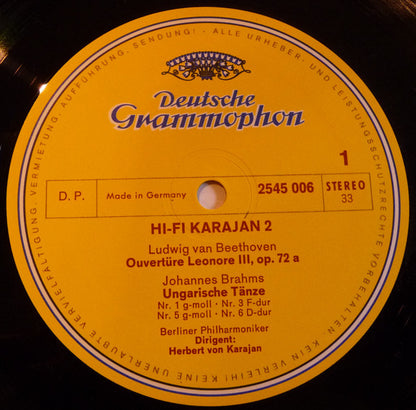 ALLE URHEBER- UND LEISTUNGSSCHUTZRECHTE VORBEHALTEN · KEIN VERLEIH! KEINE UNERLAUBTE VERVIELFÄLTIGUNG, VERMIETUNG, AUFFÜHRUNG, SENDUNG! ·
Deutsche
Grammophon
1
D. P.
Made in Germany
2545 006
STEREO
33
HI-FI KARAJAN 2
Ludwig van Beethoven
Ouvertüre Leonore III, op. 72 a
Johannes Brahms
Ungarische Tänze
Nr. 1 g-moll · Nr. 3 F-dur
Nr. 5 g-moll · Nr. 6 D-dur
Berliner Philharmoniker
Dirigent:
Herbert von Karajan